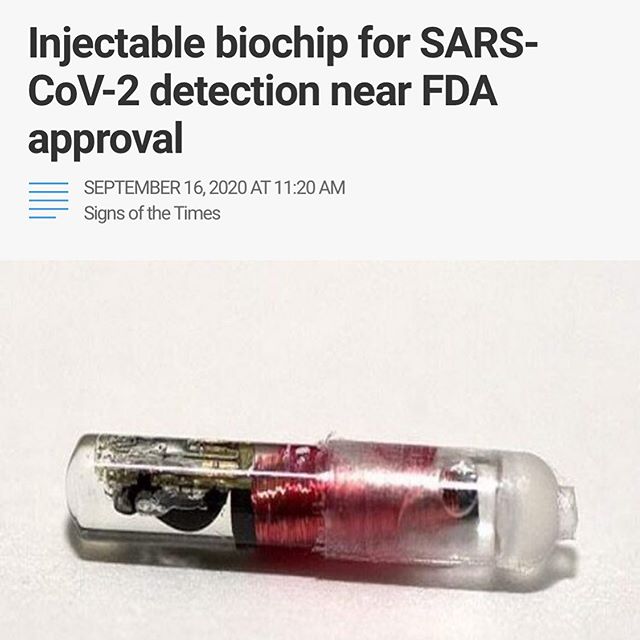 Injectable biochip for SARS-
CoV-2 detection near FDA
approval
SEPTEMBER 16, 2020 AT 11:20 AM
Signs of the Times